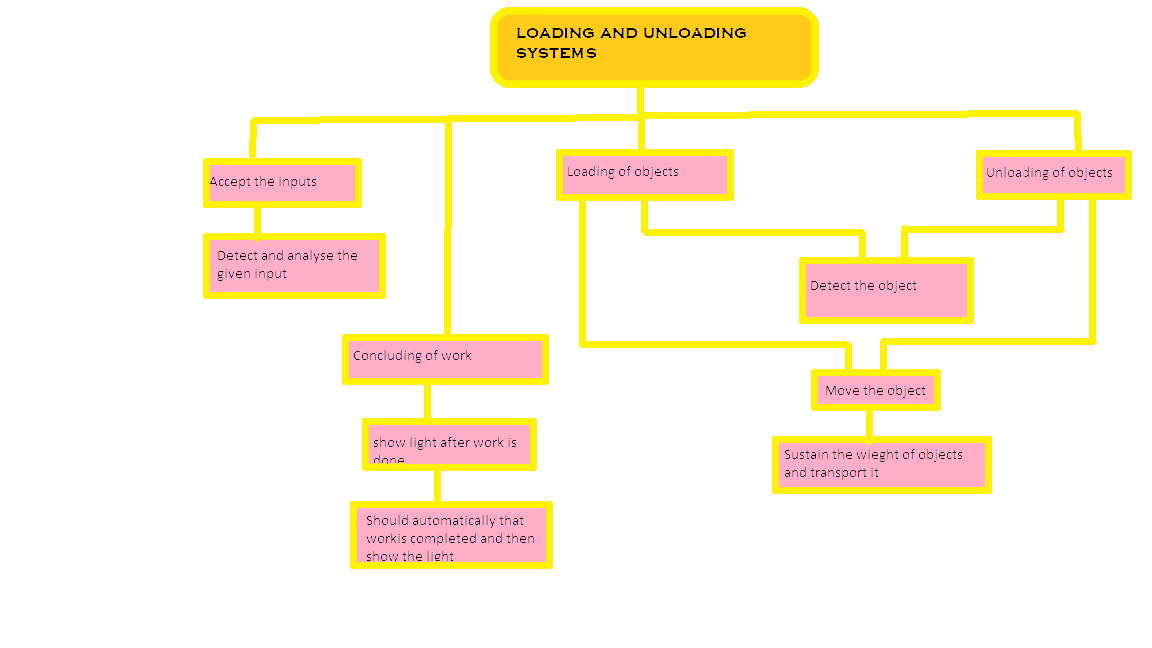 LOADING AND UNLOADING
SYSTEMS
Accept the inputs
Detect and analyse the
given input
Concluding of work
show light after work is
done
Should automatically that
workis completed and then
show the light
Loading of objects
Unloading of objects
Detect the object
Move the object
Sustain the wieght of objects
and transport it